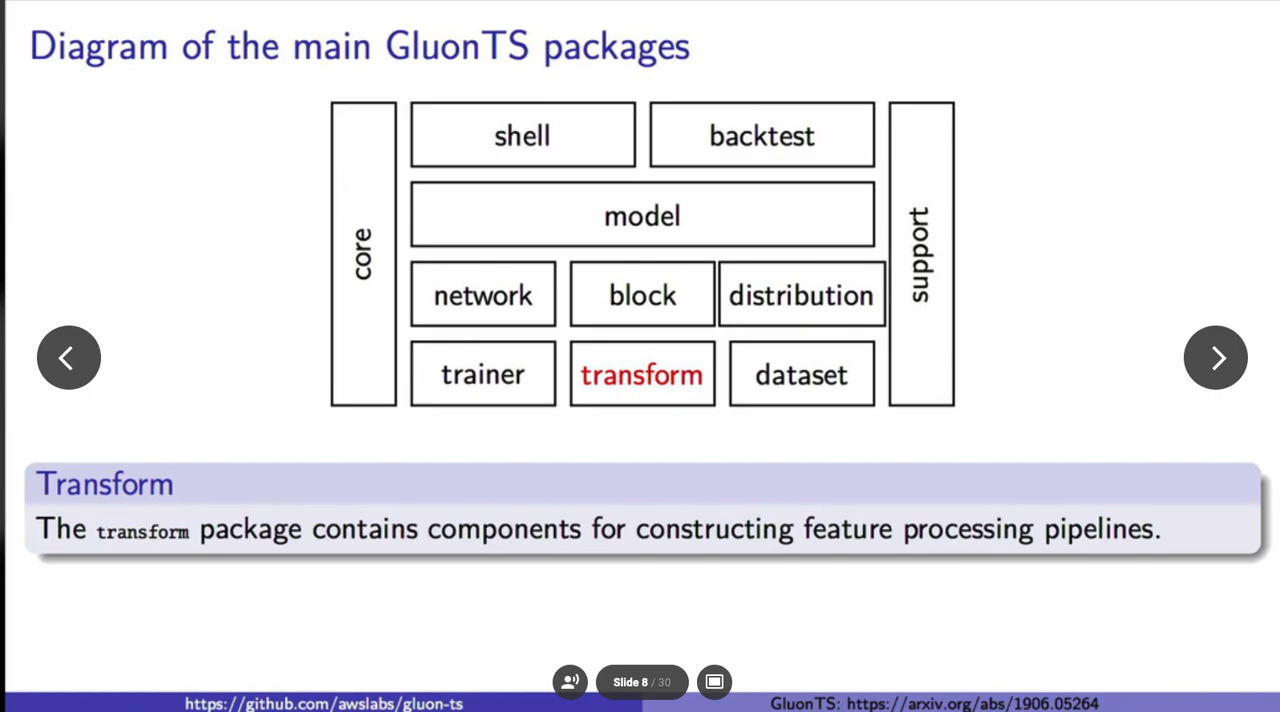 Diagram of the main GluonTS packages
core
shell
backtest
support
model
network
block
distribution
trainer
transform
dataset
Transform
The transform package contains components for constructing feature processing pipelines.
Slide 8 / 30
https://github.com/awslabs/gluon-ts
GluonTS: https://arxiv.org/abs/1906.05264